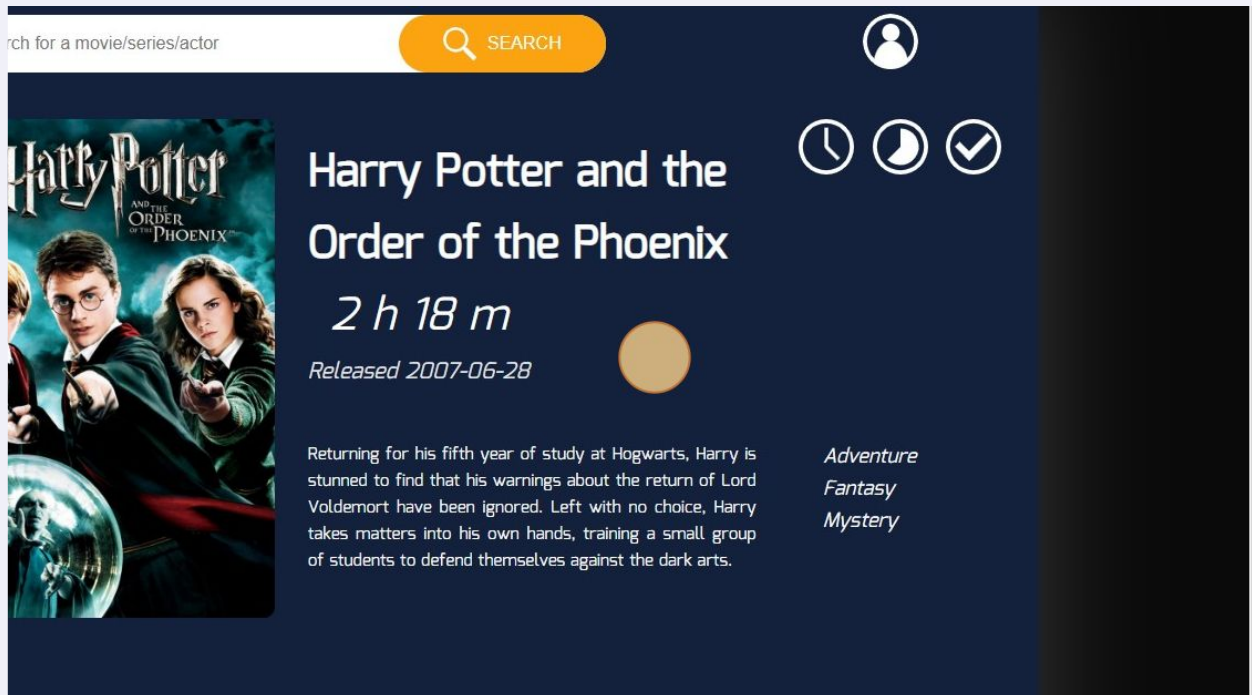 rch for a movie/series/actor
SEARCH
Harry Potter
AND THE
ORDER
OF THE PHOENIX
Harry Potter and the
Order of the Phoenix
2 h 18 m
Released 2007-06-28
Returning for his fifth year of study at Hogwarts, Harry is
stunned to find that his warnings about the return of Lord
Voldemort have been ignored. Left with no choice, Harry
takes matters into his own hands, training a small group
of students to defend themselves against the dark arts.
Adventure
Fantasy
Mystery